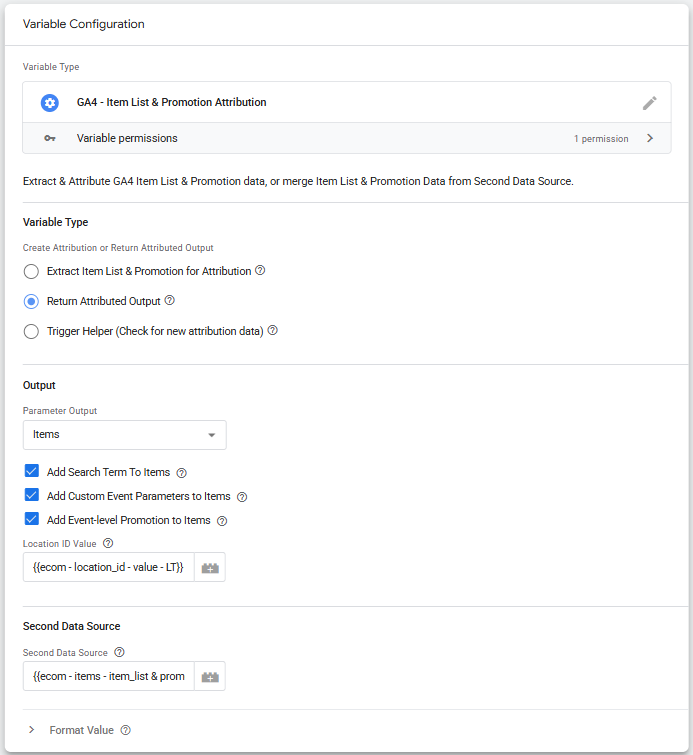 Variable Configuration
Variable Type
GA4 - Item List & Promotion Attribution
Variable permissions
1 permission
Extract & Attribute GA4 Item List & Promotion data, or merge Item List & Promotion Data from Second Data Source.
Variable Type
Create Attribution or Return Attributed Output
Extract Item List & Promotion for Attribution
Return Attributed Output
Trigger Helper (Check for new attribution data)
Output
Parameter Output
Items
Add Search Term To Items
Add Custom Event Parameters to Items
Add Event-level Promotion to Items
Location ID Value
{{ecom - location_id - value - LT}}
Second Data Source
Second Data Source
{{ecom - items - item_list & prom
Format Value